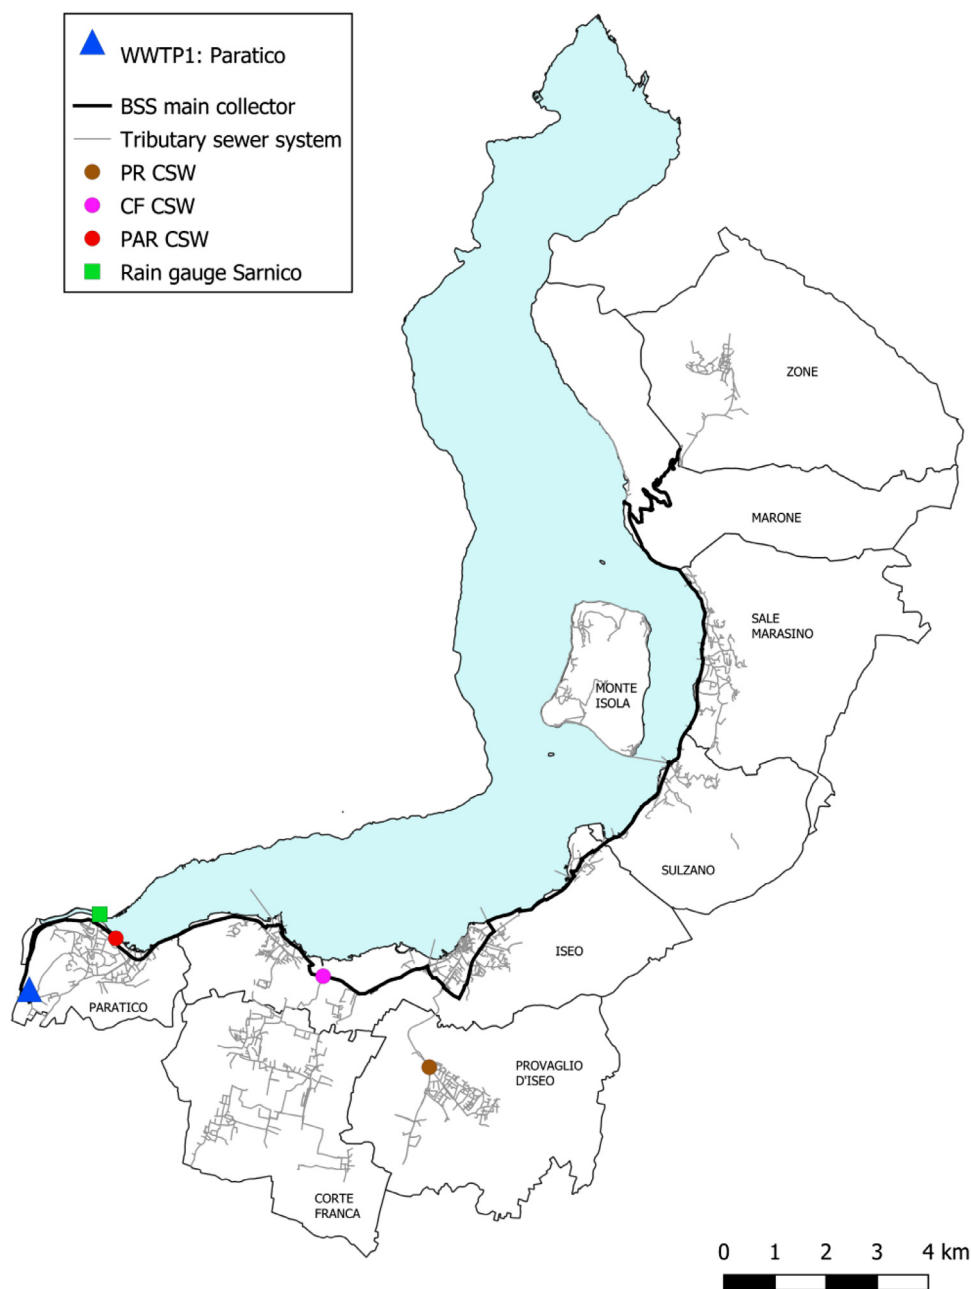 WWTP1: Paratico
BSS main collector
Tributary sewer system
PR CSW
CF CSW
PAR CSW
Rain gauge Sarnico
ZONE
MARONE
SALE
MARASINO
MONTE
ISOLA
SULZANO
ISEO
PARATICO
PROVAGLIO
D'ISEO
CORTE
FRANCA
0 1 2 3 4 km